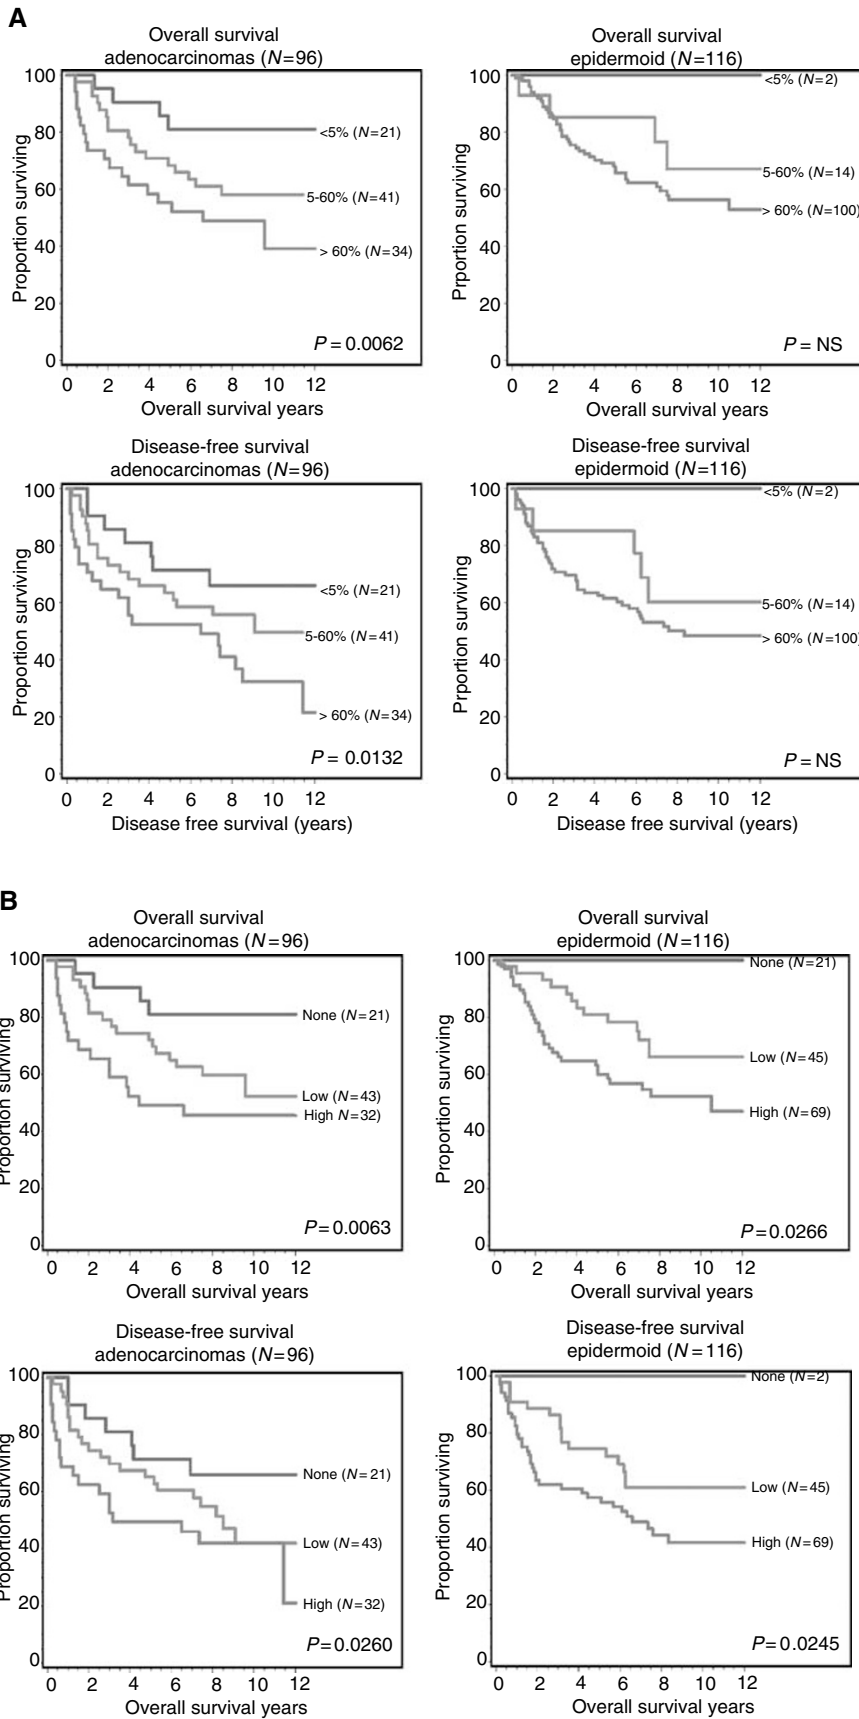 A
Overall survival
adenocarcinomas (N=96)
Proportion surviving
100
80
60
40
20
0
<5% (N=21)
5-60% (N=41)
> 60% (N=34)
P = 0.0062
0 2 4 6 8 10 12
Overall survival years
Overall survival
epidermoid (N=116)
Prportion surviving
100
80
60
40
20
0
<5% (N=2)
5-60% (N=14)
> 60% (N=100)
P = NS
0 2 4 6 8 10 12
Overall survival years
Disease-free survival
adenocarcinomas (N=96)
Proportion surviving
100
80
60
40
20
0
<5% (N=21)
5-60% (N=41)
> 60% (N=34)
P = 0.0132
0 2 4 6 8 10 12
Disease free survival (years)
Disease-free survival
epidermoid (N=116)
Prportion surviving
100
80
60
40
20
0
<5% (N=2)
5-60% (N=14)
> 60% (N=100)
P = NS
0 2 4 6 8 10 12
Disease free survival (years)
B
Overall survival
adenocarcinomas (N=96)
Proportion surviving
100
80
60
40
20
0
None (N=21)
Low (N=43)
High N=32)
P=0.0063
0 2 4 6 8 10 12
Overall survival years
Overall survival
epidermoid (N=116)
Proportion surviving
100
80
60
40
20
0
None (N=21)
Low (N=45)
High (N=69)
P=0.0266
0 2 4 6 8 10 12
Overall survival years
Disease-free survival
adenocarcinomas (N=96)
Proportion surviving
100
80
60
40
20
0
None (N=21)
Low (N=43)
High (N=32)
P=0.0260
0 2 4 6 8 10 12
Overall survival years
Disease-free survival
epidermoid (N=116)
Proportion surviving
100
80
60
40
20
0
None (N=2)
Low (N=45)
High (N=69)
P=0.0245
0 2 4 6 8 10 12
Overall survival years